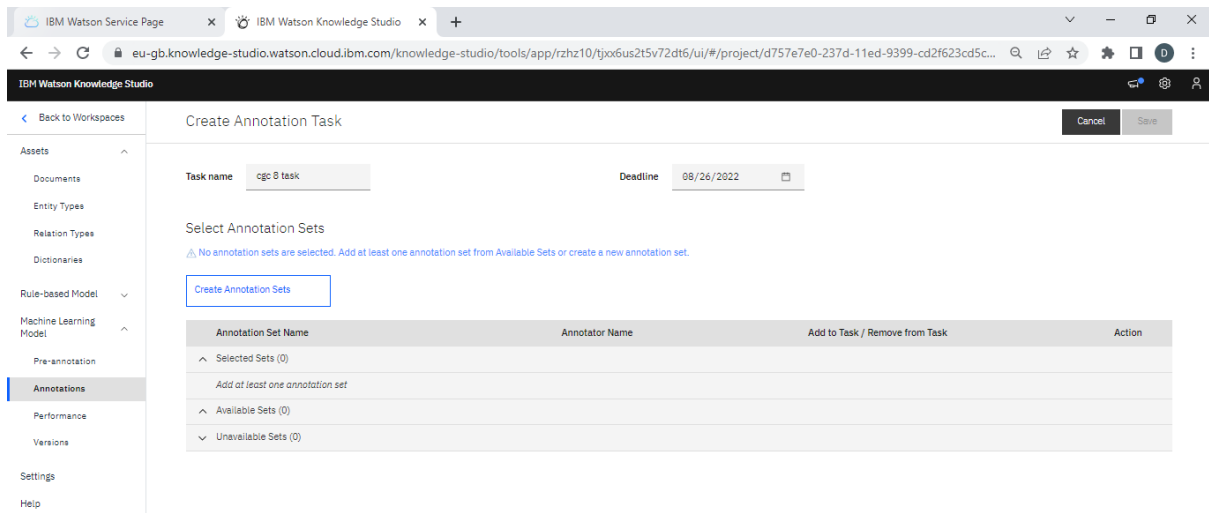 IBM Watson Service Page
IBM Watson Knowledge Studio
eu-gb.knowledge-studio.watson.cloud.ibm.com/knowledge-studio/tools/app/rzhz10/tjxx6us2t5v72dt6/ui/#/project/d757e7e0-237d-11ed-9399-cd2f623cd5c...
D
IBM Watson Knowledge Studio
Back to Workspaces
Create Annotation Task
Cancel
Save
Assets
Documents
Entity Types
Relation Types
Dictionaries
Rule-based Model
Machine Learning
Model
Pre-annotation
Annotations
Performance
Versions
Settings
Help
Task name
cgc 8 task
Deadline
08/26/2022
Select Annotation Sets
No annotation sets are selected. Add at least one annotation set from Available Sets or create a new annotation set.
Create Annotation Sets
Annotation Set Name
Annotator Name
Add to Task / Remove from Task
Action
Selected Sets (0)
Add at least one annotation set
Available Sets (0)
Unavailable Sets (0)